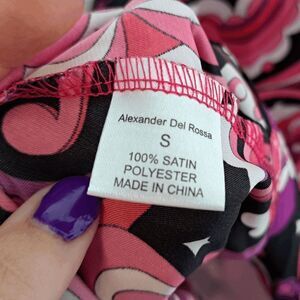 Alexander Del Rossa
S
100% SATIN
POLYESTER
MADE IN CHINA